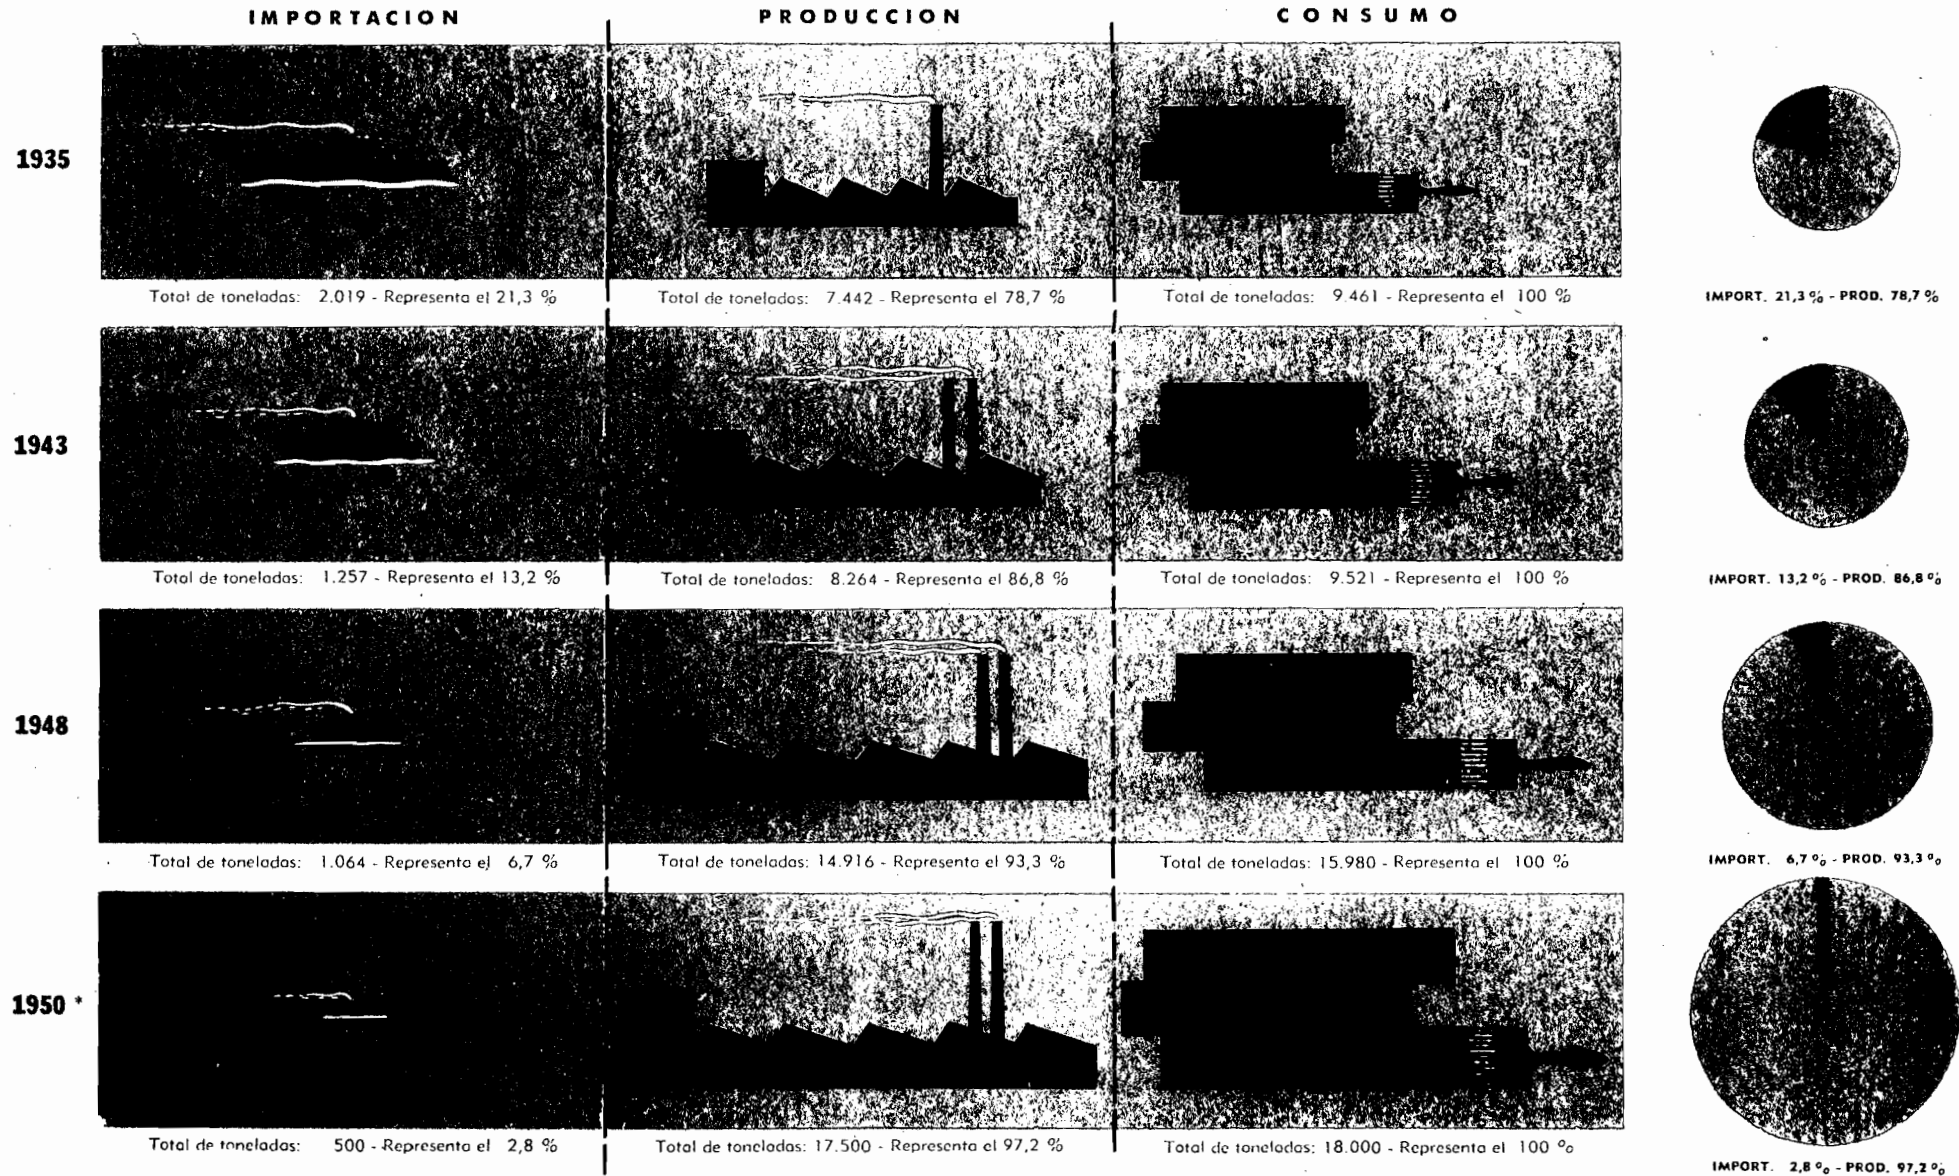 IMPORTACION PRODUCCION CONSUMO
1935
Total de toneladas: 2.019 - Representa el 21,3 %
Total de toneladas: 7.442 - Representa el 78,7 %
Total de toneladas: 9.461 - Representa el 100 %
IMPORT. 21,3 % - PROD. 78,7 %
1943
Total de toneladas: 1.257 - Representa el 13,2 %
Total de toneladas: 8.264 - Representa el 86,8 %
Total de toneladas: 9.521 - Representa el 100 %
IMPORT. 13,2 % - PROD. 86,8 %
1948
Total de toneladas: 1.064 - Representa el 6,7 %
Total de toneladas: 14.916 - Representa el 93,3 %
Total de toneladas: 15.980 - Representa el 100 %
IMPORT. 6,7 % - PROD. 93,3 %
1950 *
Total de toneladas: 500 - Representa el 2,8 %
Total de toneladas: 17.500 - Representa el 97,2 %
Total de toneladas: 18.000 - Representa el 100 %
IMPORT. 2,8 % - PROD. 97,2 %